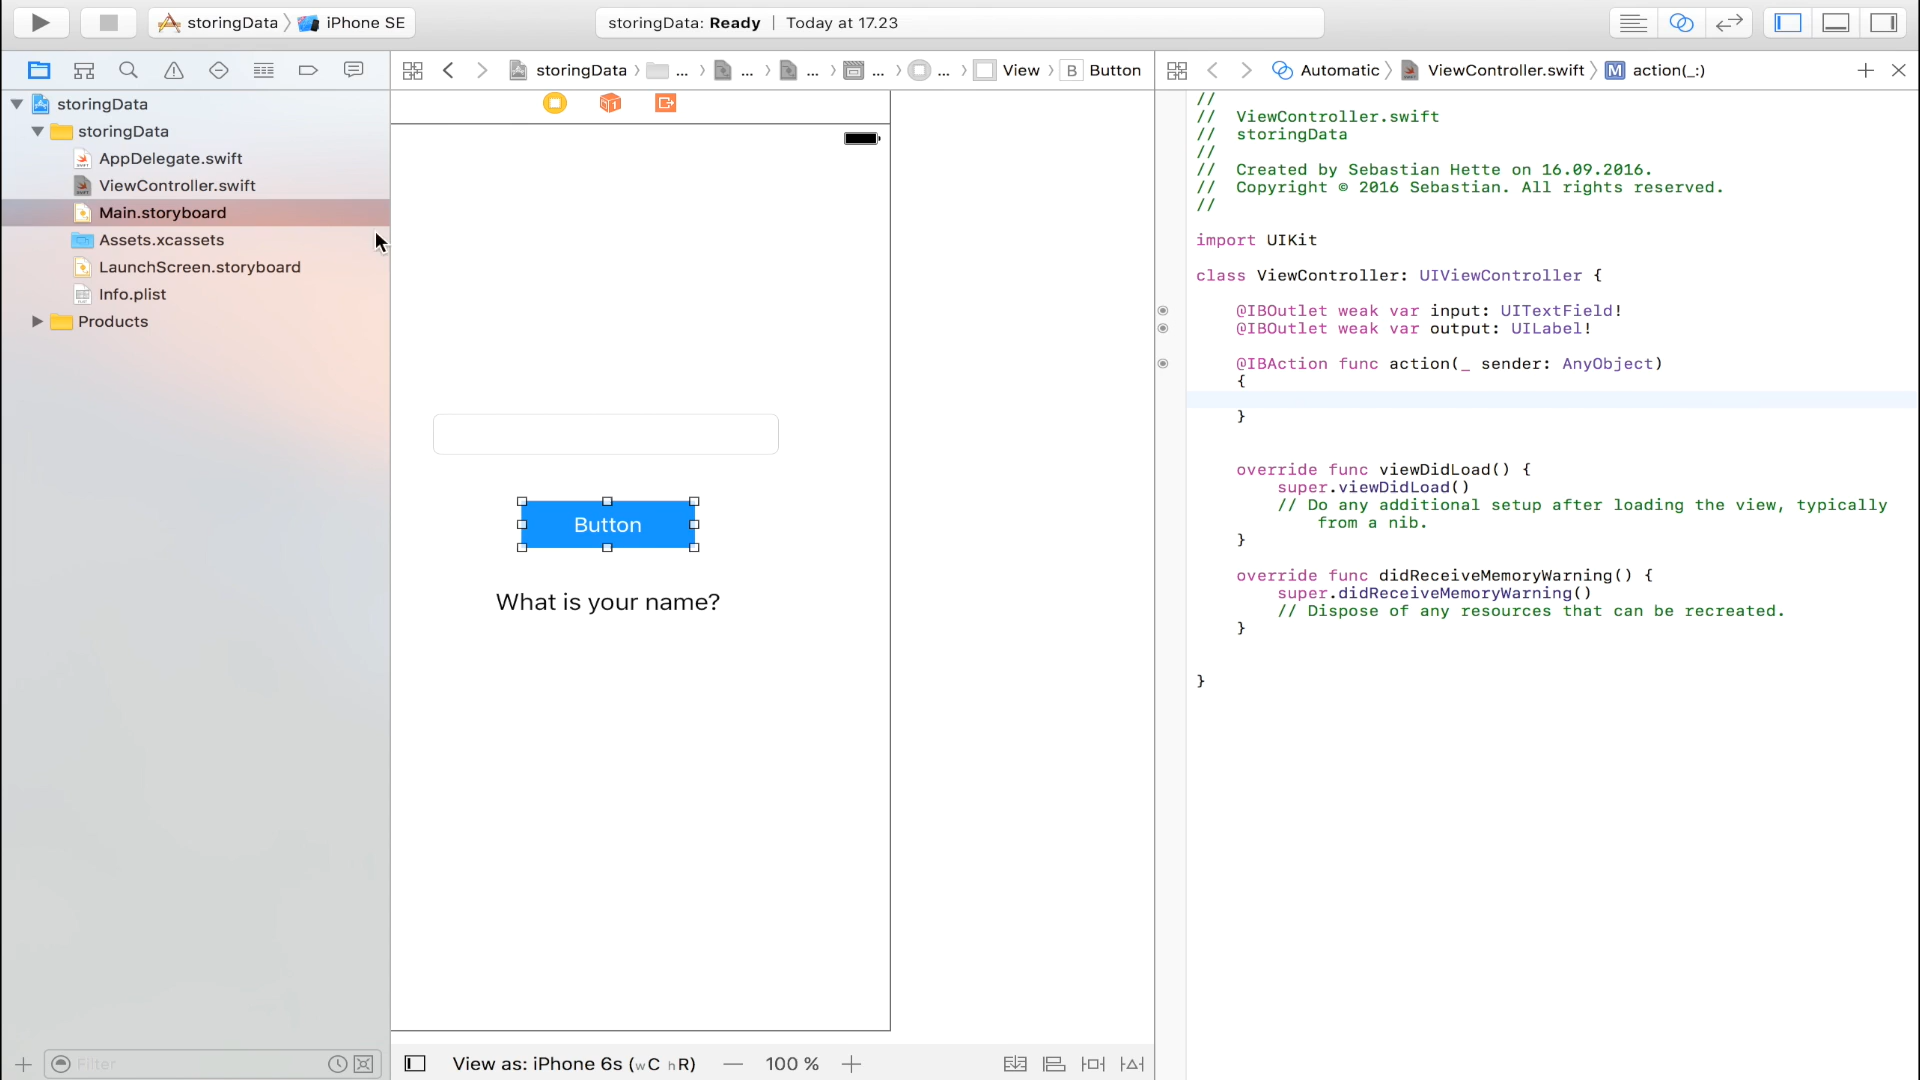 storingData
iPhone SE
storingData: Ready | Today at 17.23
storingData
...
...
...
...
...
View
B
Button
Automatic
ViewController.swift
M
action(_:)
storingData
storingData
AppDelegate.swift
ViewController.swift
Main.storyboard
Assets.xcassets
LaunchScreen.storyboard
Info.plist
Products
Filter
Button
What is your name?
View as: iPhone 6s (wC hR)
100 %
//
// ViewController.swift
// storingData
//
// Created by Sebastian Hette on 16.09.2016.
// Copyright © 2016 Sebastian. All rights reserved.
//
import UIKit
class ViewController: UIViewController {
@IBOutlet weak var input: UITextField!
@IBOutlet weak var output: UILabel!
@IBAction func action(_ sender: AnyObject)
{
}
override func viewDidLoad() {
super.viewDidLoad()
// Do any additional setup after loading the view, typically
from a nib.
}
override func didReceiveMemoryWarning() {
super.didReceiveMemoryWarning()
// Dispose of any resources that can be recreated.
}
}